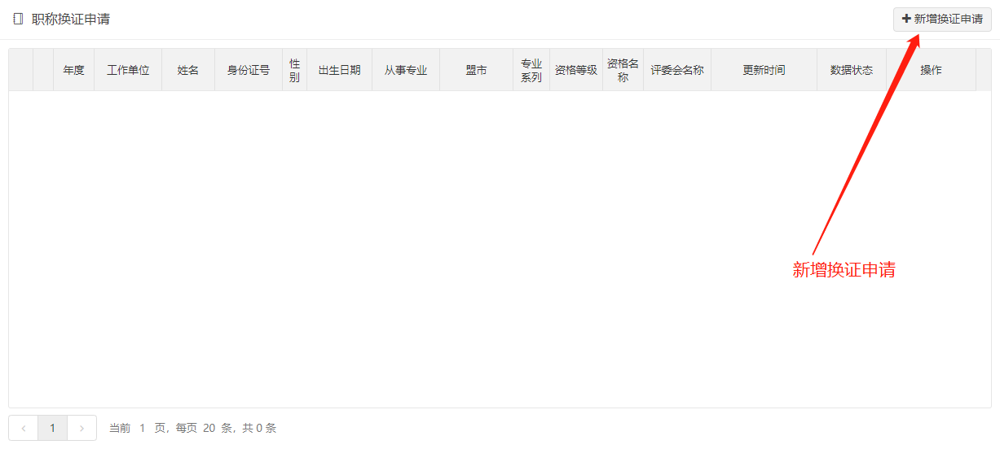 职称换证申请
新增换证申请
年度 工作单位 姓名 身份证号 性别 出生日期 从事专业 盟市 专业系列 资格等级 资格名称 评委会名称 更新时间 数据状态 操作
新增换证申请
1 当前 1 页，每页 20 条，共 0 条